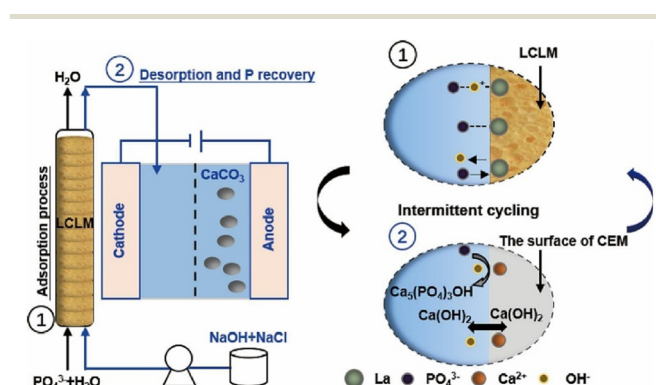 H₂O
② Desorption and P recovery
Adsorption process
①
LCLM
Cathode
CaCO₃
Anode
NaOH+NaCl
PO₄³⁻+H₂O
①
LCLM
+
Intermittent cycling
②
The surface of CEM
Ca₅(PO₄)₃OH
Ca(OH)₂
Ca(OH)₂
La PO₄³⁻ Ca²⁺ OH⁻